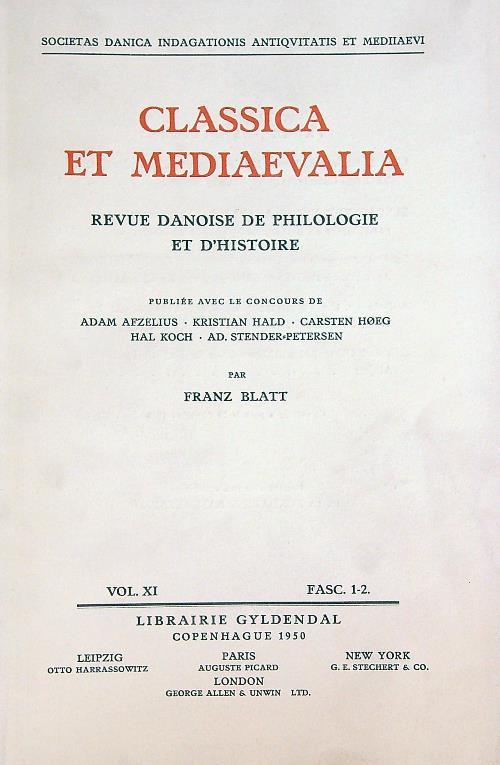 SOCIETAS DANICA INDAGATIONIS ANTIQVITATIS ET MEDIIAEVI
CLASSICA
ET MEDIAEVALIA
REVUE DANOISE DE PHILOLOGIE
ET D'HISTOIRE
PUBLIÉE AVEC LE CONCOURS DE
ADAM AFZELIUS · KRISTIAN HALD · CARSTEN HØEG
HAL KOCH · AD. STENDER-PETERSEN
PAR
FRANZ BLATT
VOL. XI FASC. 1-2.
LIBRAIRIE GYLDENDAL
COPENHAGUE 1950
LEIPZIG PARIS NEW YORK
OTTO HARRASSOWITZ AUGUSTE PICARD G. E. STECHERT & CO.
LONDON
GEORGE ALLEN & UNWIN LTD.